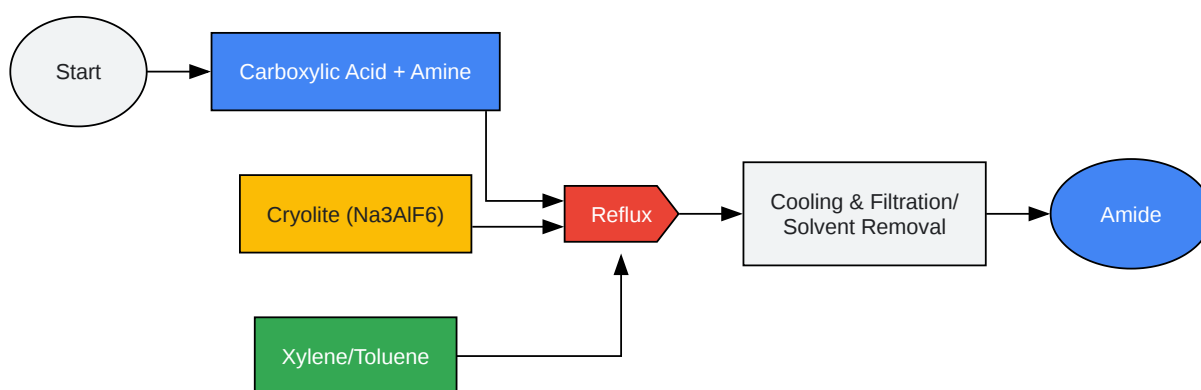 Start
Carboxylic Acid + Amine
Cryolite (Na3AlF6)
Reflux
Cooling & Filtration/
Solvent Removal
Amide
Xylene/Toluene